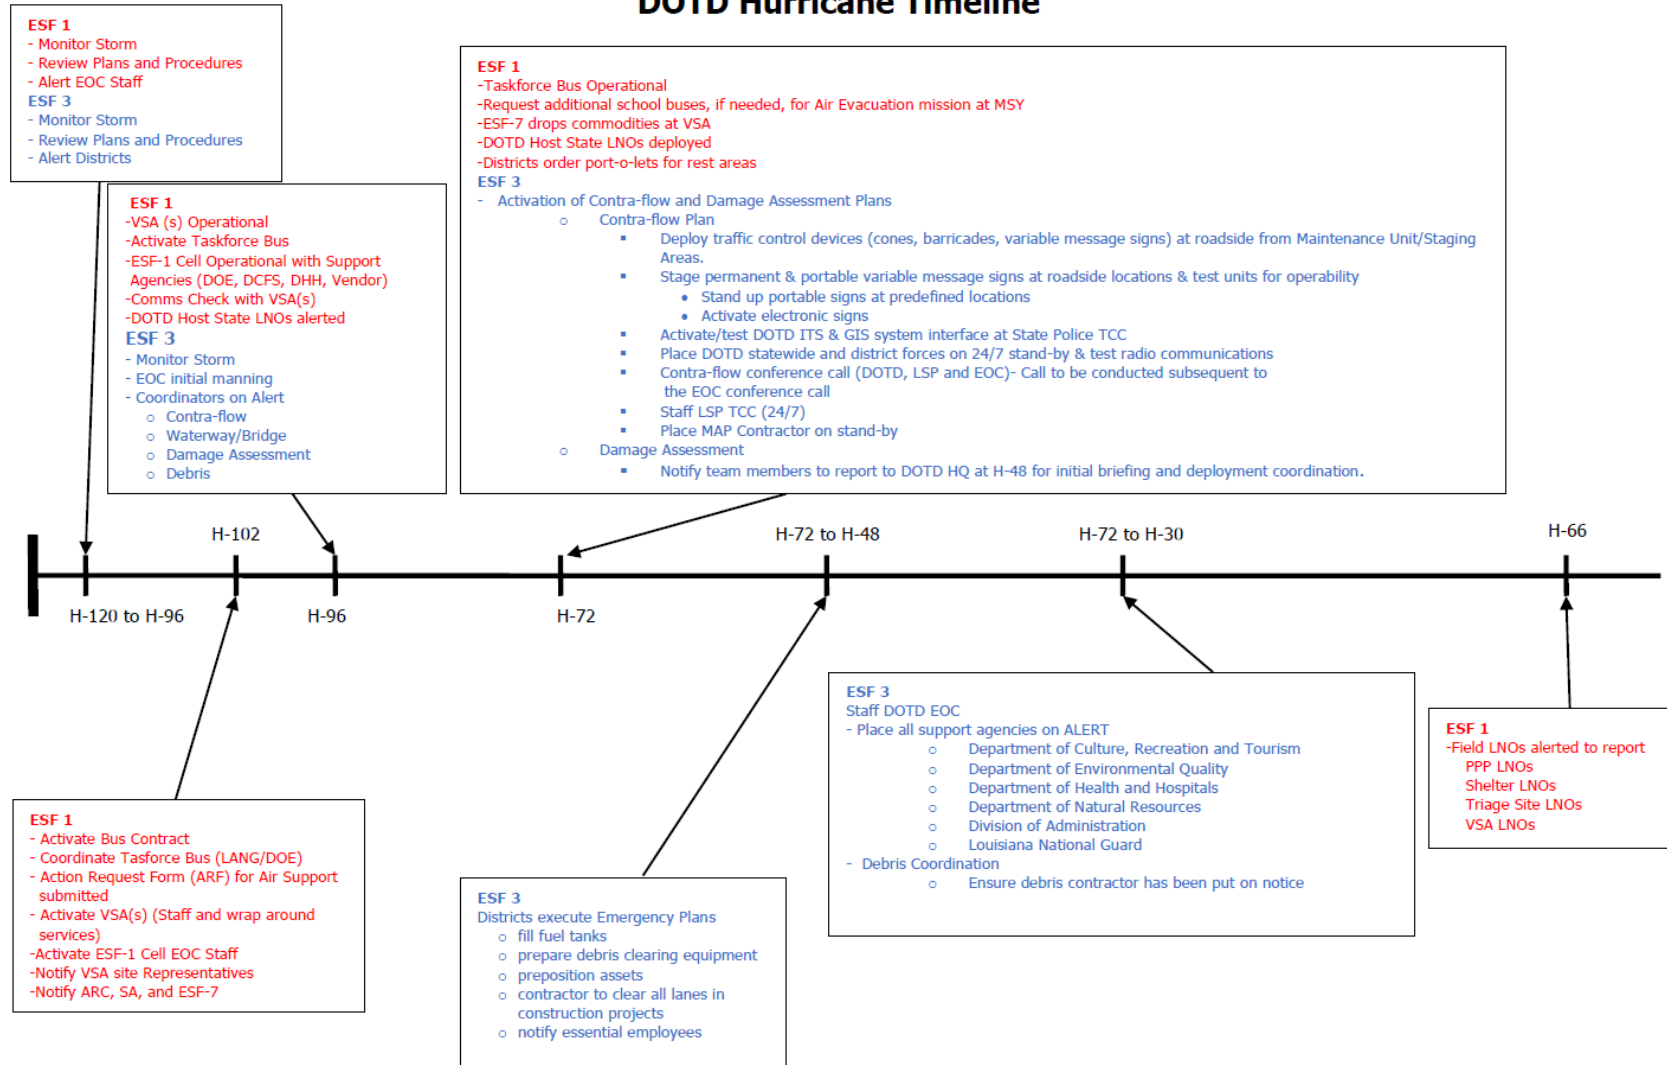 DOTD Hurricane Timeline
ESF 1
- Monitor Storm
- Review Plans and Procedures
- Alert EOC Staff
ESF 3
- Monitor Storm
- Review Plans and Procedures
- Alert Districts
ESF 1
-VSA (s) Operational
-Activate Taskforce Bus
-ESF-1 Cell Operational with Support
Agencies (DOE, DCFS, DHH, Vendor)
-Comms Check with VSA(s)
-DOTD Host State LNOs alerted
ESF 3
- Monitor Storm
- EOC initial manning
- Coordinators on Alert
o Contra-flow
o Waterway/Bridge
o Damage Assessment
o Debris
ESF 1
-Taskforce Bus Operational
-Request additional school buses, if needed, for Air Evacuation mission at MSY
-ESF-7 drops commodities at VSA
-DOTD Host State LNOs deployed
-Districts order port-o-lets for rest areas
ESF 3
- Activation of Contra-flow and Damage Assessment Plans
o Contra-flow Plan
▪ Deploy traffic control devices (cones, barricades, variable message signs) at roadside from Maintenance Unit/Staging
Areas.
▪ Stage permanent & portable variable message signs at roadside locations & test units for operability
• Stand up portable signs at predefined locations
• Activate electronic signs
▪ Activate/test DOTD ITS & GIS system interface at State Police TCC
▪ Place DOTD statewide and district forces on 24/7 stand-by & test radio communications
▪ Contra-flow conference call (DOTD, LSP and EOC)- Call to be conducted subsequent to
the EOC conference call
▪ Staff LSP TCC (24/7)
▪ Place MAP Contractor on stand-by
o Damage Assessment
▪ Notify team members to report to DOTD HQ at H-48 for initial briefing and deployment coordination.
H-102
H-72 to H-48
H-72 to H-30
H-66
H-120 to H-96
H-96
H-72
ESF 1
- Activate Bus Contract
- Coordinate Tasforce Bus (LANG/DOE)
- Action Request Form (ARF) for Air Support
submitted
- Activate VSA(s) (Staff and wrap around
services)
-Activate ESF-1 Cell EOC Staff
-Notify VSA site Representatives
-Notify ARC, SA, and ESF-7
ESF 3
Districts execute Emergency Plans
o fill fuel tanks
o prepare debris clearing equipment
o preposition assets
o contractor to clear all lanes in
construction projects
o notify essential employees
ESF 3
Staff DOTD EOC
- Place all support agencies on ALERT
o Department of Culture, Recreation and Tourism
o Department of Environmental Quality
o Department of Health and Hospitals
o Department of Natural Resources
o Division of Administration
o Louisiana National Guard
- Debris Coordination
o Ensure debris contractor has been put on notice
ESF 1
-Field LNOs alerted to report
PPP LNOs
Shelter LNOs
Triage Site LNOs
VSA LNOs